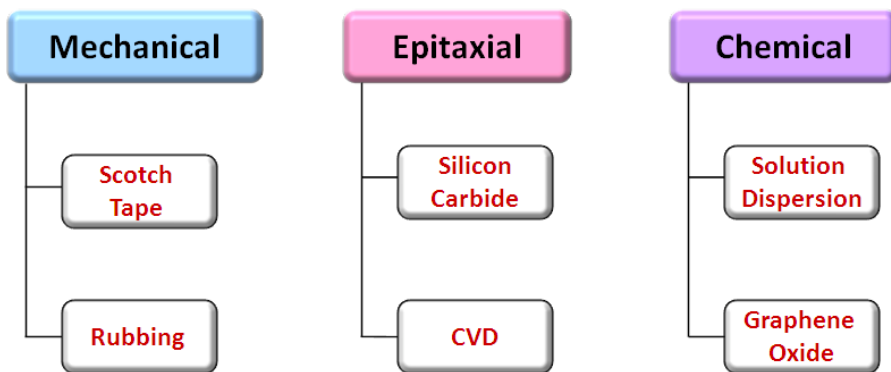 Mechanical
Scotch
Tape
Rubbing
Epitaxial
Silicon
Carbide
CVD
Chemical
Solution
Dispersion
Graphene
Oxide